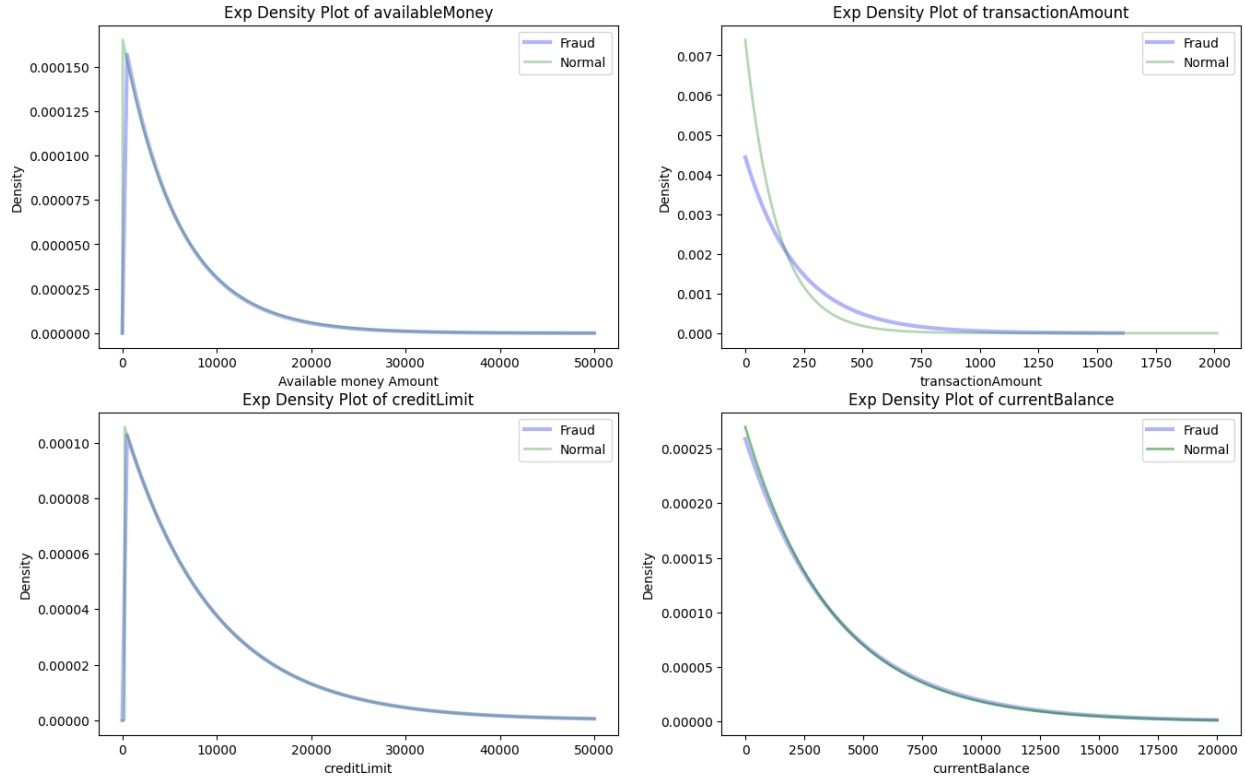 Exp Density Plot of availableMoney
Fraud
Normal
0.000150
0.000125
0.000100
0.000075
0.000050
0.000025
0.000000
Density
0
10000
20000
30000
40000
50000
Available money Amount
Exp Density Plot of transactionAmount
Fraud
Normal
0.007
0.006
0.005
0.004
0.003
0.002
0.001
0.000
Density
0
250
500
750
1000
1250
1500
1750
2000
transactionAmount
Exp Density Plot of creditLimit
Fraud
Normal
0.00010
0.00008
0.00006
0.00004
0.00002
0.00000
Density
0
10000
20000
30000
40000
50000
creditLimit
Exp Density Plot of currentBalance
Fraud
Normal
0.00025
0.00020
0.00015
0.00010
0.00005
0.00000
Density
0
2500
5000
7500
10000
12500
15000
17500
20000
currentBalance